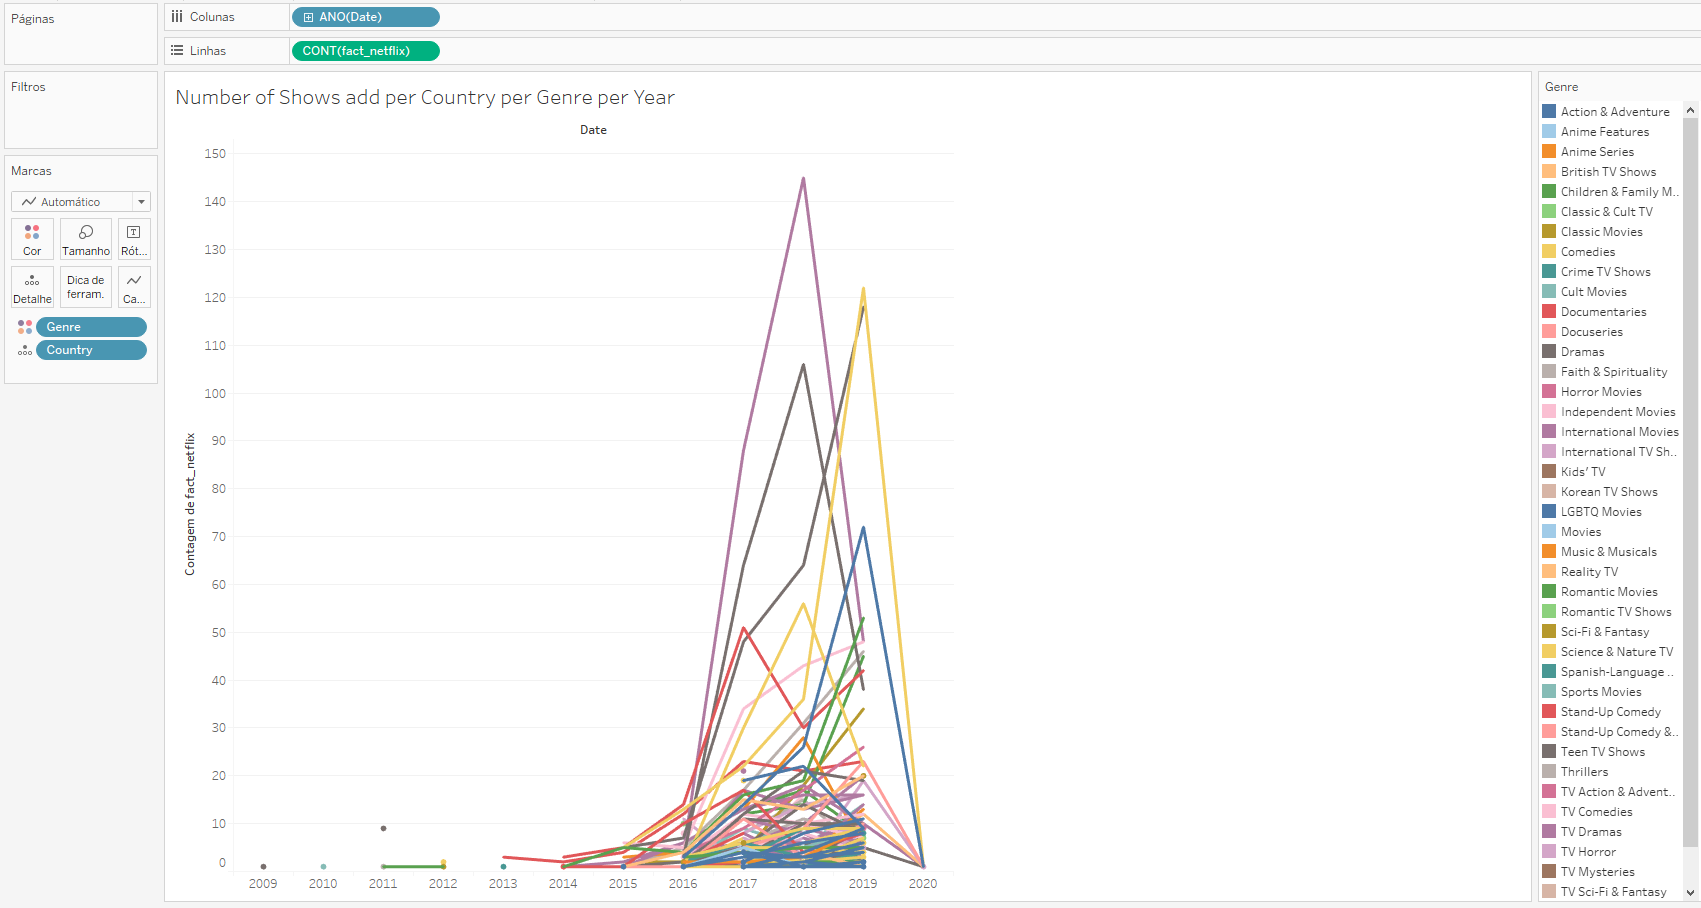 Páginas
Colunas
ANO(Date)
Linhas
CONT(fact_netflix)
Filtros
Marcas
Automático
Cor
Tamanho
Rót...
Detalhe
Dica de
ferram.
Ca...
Genre
Country
Number of Shows add per Country per Genre per Year
Date
150
140
130
120
110
100
90
80
70
60
50
40
30
20
10
0
Contagem de fact_netflix
2009
2010
2011
2012
2013
2014
2015
2016
2017
2018
2019
2020
Genre
Action & Adventure
Anime Features
Anime Series
British TV Shows
Children & Family M..
Classic & Cult TV
Classic Movies
Comedies
Crime TV Shows
Cult Movies
Documentaries
Docuseries
Dramas
Faith & Spirituality
Horror Movies
Independent Movies
International Movies
International TV Sh..
Kids' TV
Korean TV Shows
LGBTQ Movies
Movies
Music & Musicals
Reality TV
Romantic Movies
Romantic TV Shows
Sci-Fi & Fantasy
Science & Nature TV
Spanish-Language ..
Sports Movies
Stand-Up Comedy
Stand-Up Comedy &..
Teen TV Shows
Thrillers
TV Action & Advent..
TV Comedies
TV Dramas
TV Horror
TV Mysteries
TV Sci-Fi & Fantasy